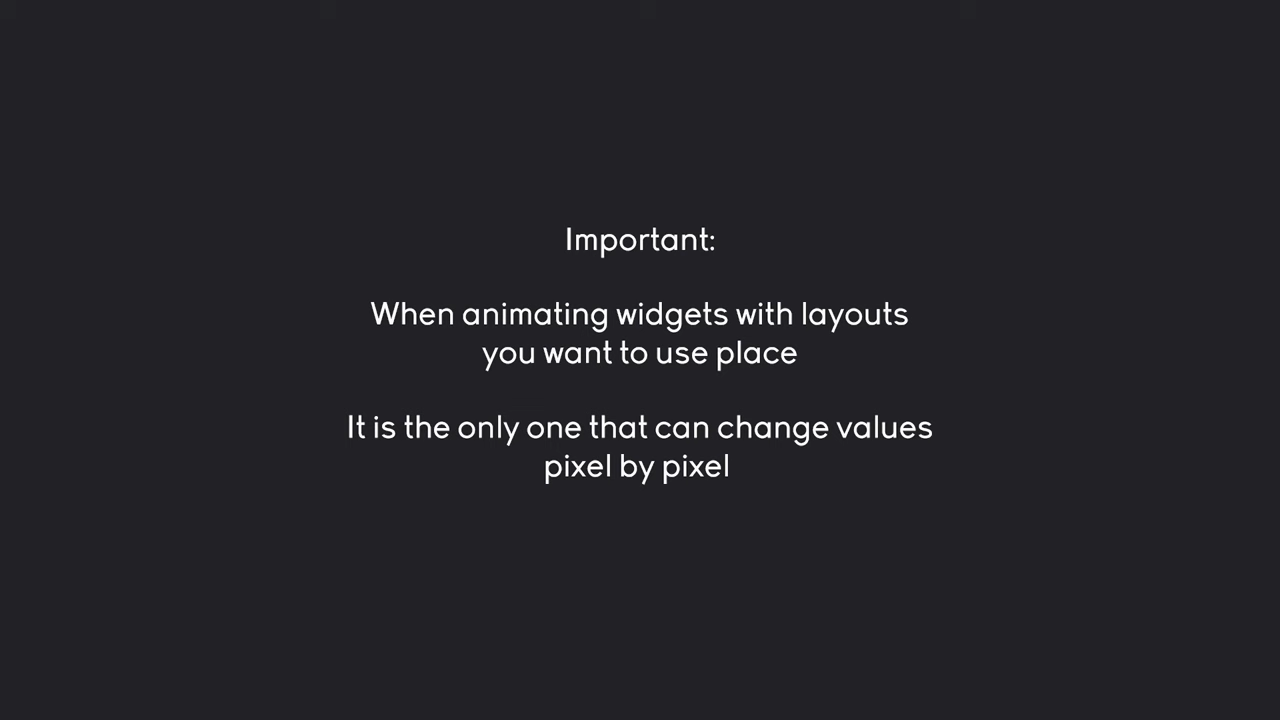 Important:
When animating widgets with layouts
you want to use place
It is the only one that can change values
pixel by pixel